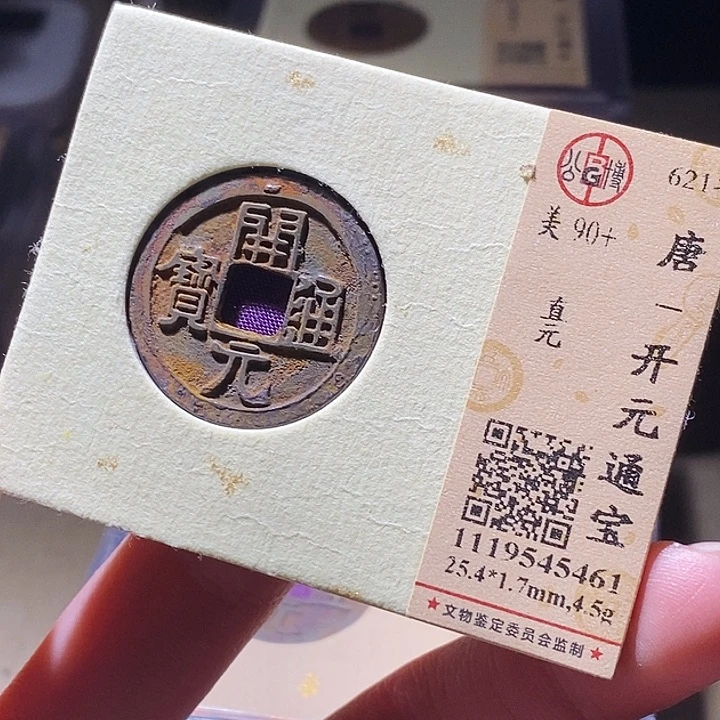 開元通寶
公博
621-
美 90+
唐一开元通宝
直元
1119545461
25.4*1.7mm,4.5g
★文物鉴定委员会监制★